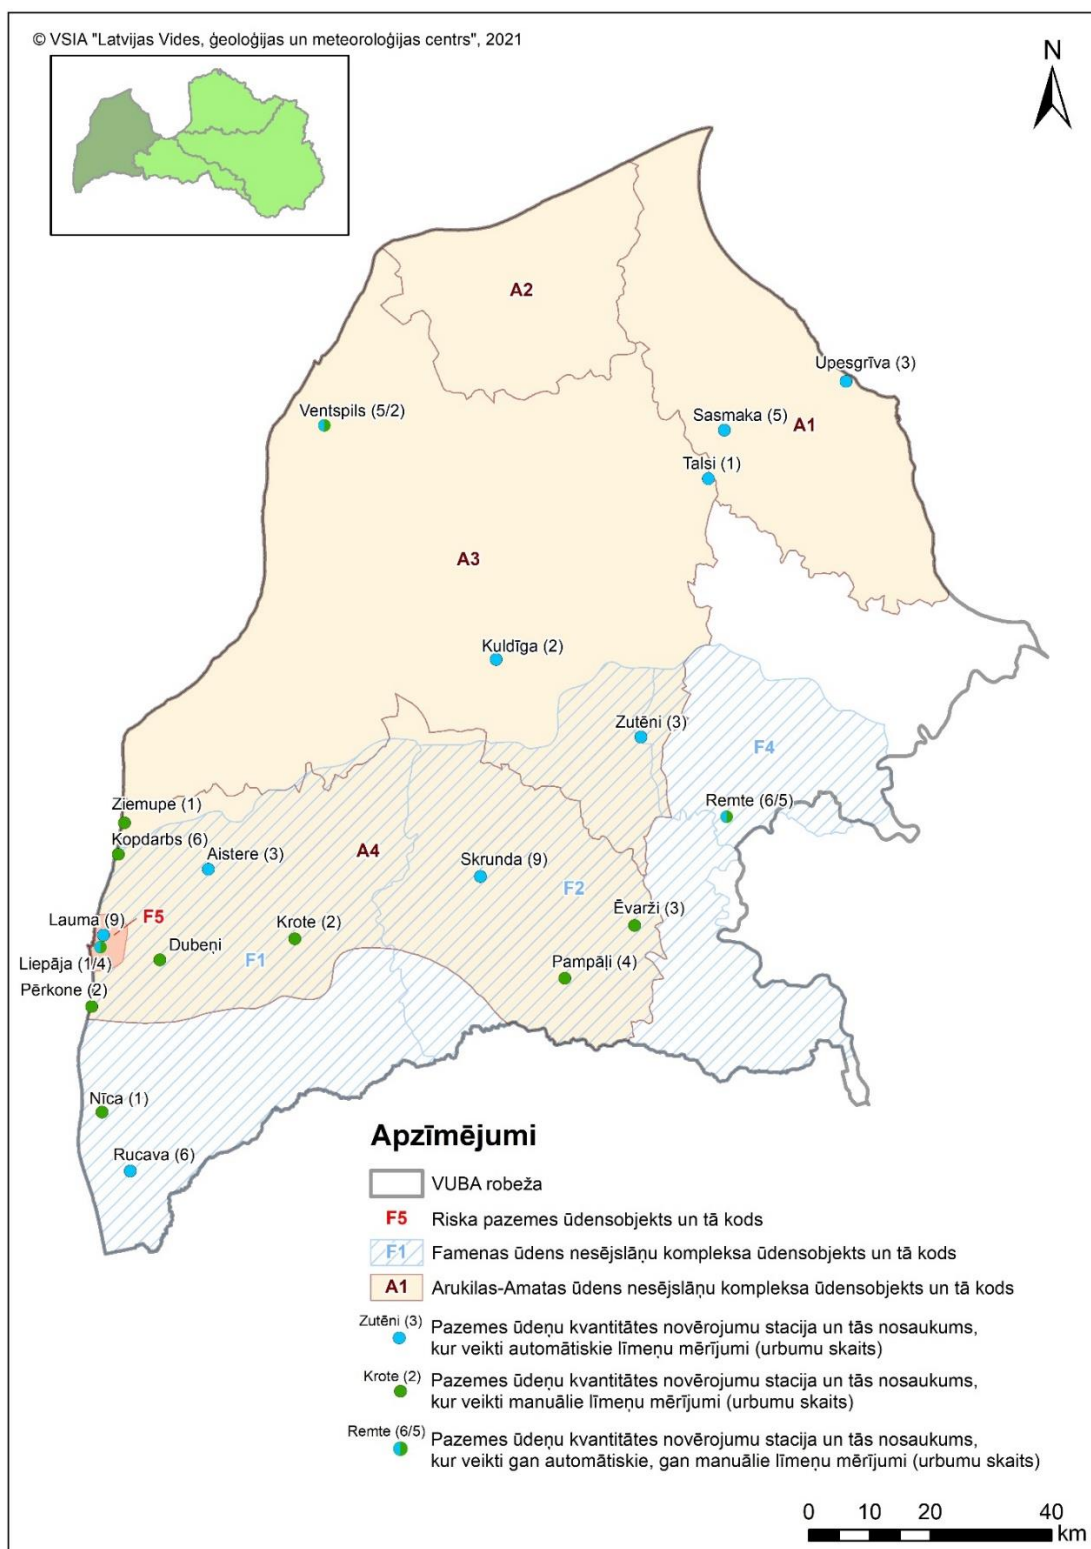 © VSIA "Latvijas Vides, ģeoloģijas un meteoroloģijas centrs", 2021
N
A2
Upesgrīva (3)
Ventspils (5/2)
Sasmaka (5)
A1
Talsi (1)
A3
Kuldīga (2)
Zutēni (3)
F4
Remte (6/5)
Ziemupe (1)
Kopdarbs (6)
Aistere (3)
A4
Skrunda (9)
F2
Ēvarži (3)
Lauma (9)
F5
Krote (2)
Dubeņi
F1
Liepāja (1/4)
Pampāļi (4)
Pērkone (2)
Nīca (1)
Rucava (6)
Apzīmējumi
VUBA robeža
F5 Riska pazemes ūdensobjekts un tā kods
F1 Famenas ūdens nesējslāņu kompleksa ūdensobjekts un tā kods
A1 Arukilas-Amatas ūdens nesējslāņu kompleksa ūdensobjekts un tā kods
Zutēni (3) Pazemes ūdeņu kvantitātes novērojumu stacija un tās nosaukums,
kur veikti automātiskie līmeņu mērījumi (urbumu skaits)
Krote (2) Pazemes ūdeņu kvantitātes novērojumu stacija un tās nosaukums,
kur veikti manuālie līmeņu mērījumi (urbumu skaits)
Remte (6/5) Pazemes ūdeņu kvantitātes novērojumu stacija un tās nosaukums,
kur veikti gan automātiskie, gan manuālie līmeņu mērījumi (urbumu skaits)
0 10 20 40
km